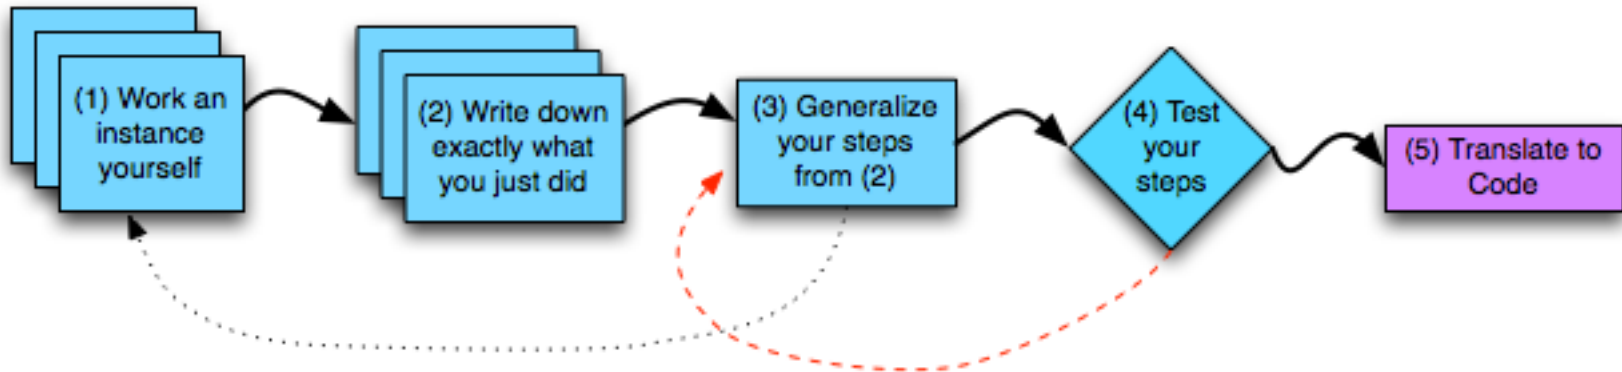 (1) Work an
instance
yourself
(2) Write down
exactly what
you just did
(3) Generalize
your steps
from (2)
(4) Test
your
steps
(5) Translate to
Code